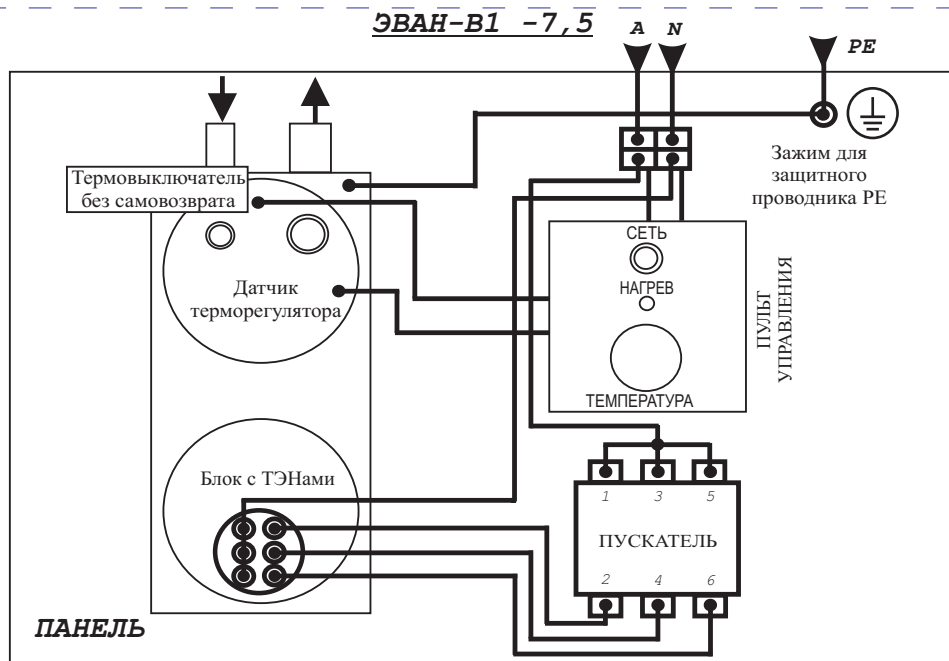 ЭВАН-В1 -7,5
A N
PE
Зажим для
защитного
проводника РЕ
Термовыключатель
без самовозврата
Датчик
терморегулятора
СЕТЬ
НАГРЕВ
ТЕМПЕРАТУРА
ПУЛЬТ
УПРАВЛЕНИЯ
Блок с ТЭНами
1 3 5
ПУСКАТЕЛЬ
2 4 6
ПАНЕЛЬ